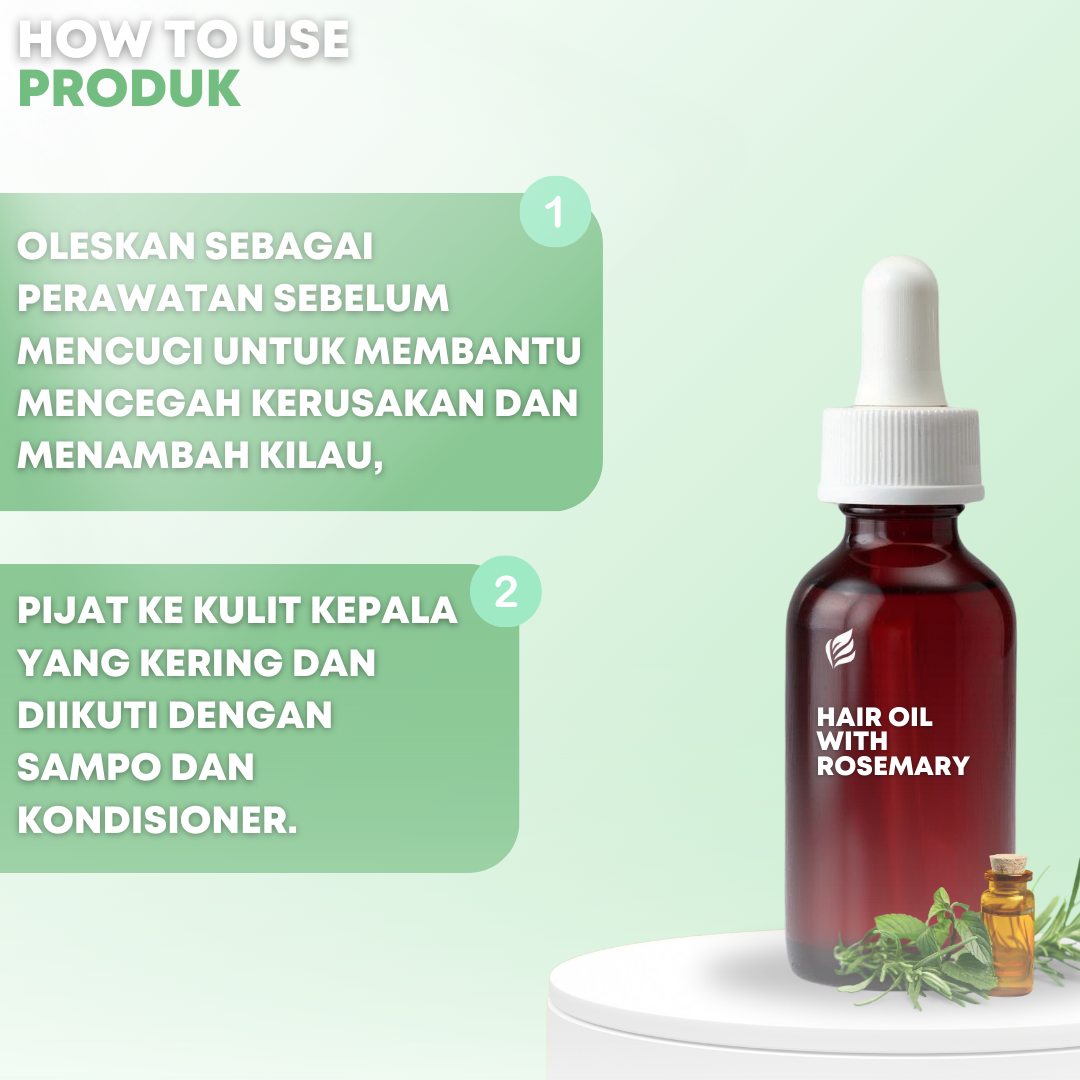 HOW TO USE
PRODUK
1
OLESKAN SEBAGAI
PERAWATAN SEBELUM
MENCUCI UNTUK MEMBANTU
MENCEGAH KERUSAKAN DAN
MENAMBAH KILAU,
2
PIJAT KE KULIT KEPALA
YANG KERING DAN
DIIKUTI DENGAN
SAMPO DAN
KONDISIONER.
HAIR OIL
WITH
ROSEMARY